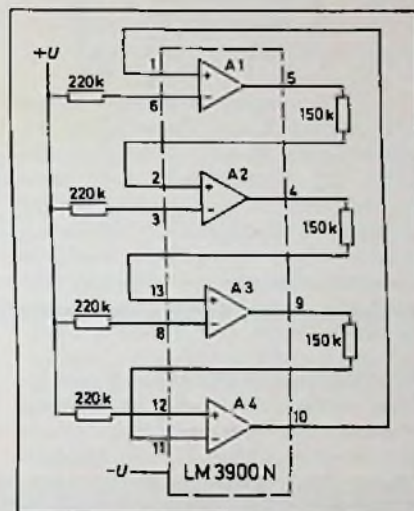 +U
1 + A1 5
220k
6 - 150k
2 + A2 4
220k
3 - 150k
13 + A3 9
220k
8 - 150k
220k 12 + A4 10
11 -
-U LM 3900 N